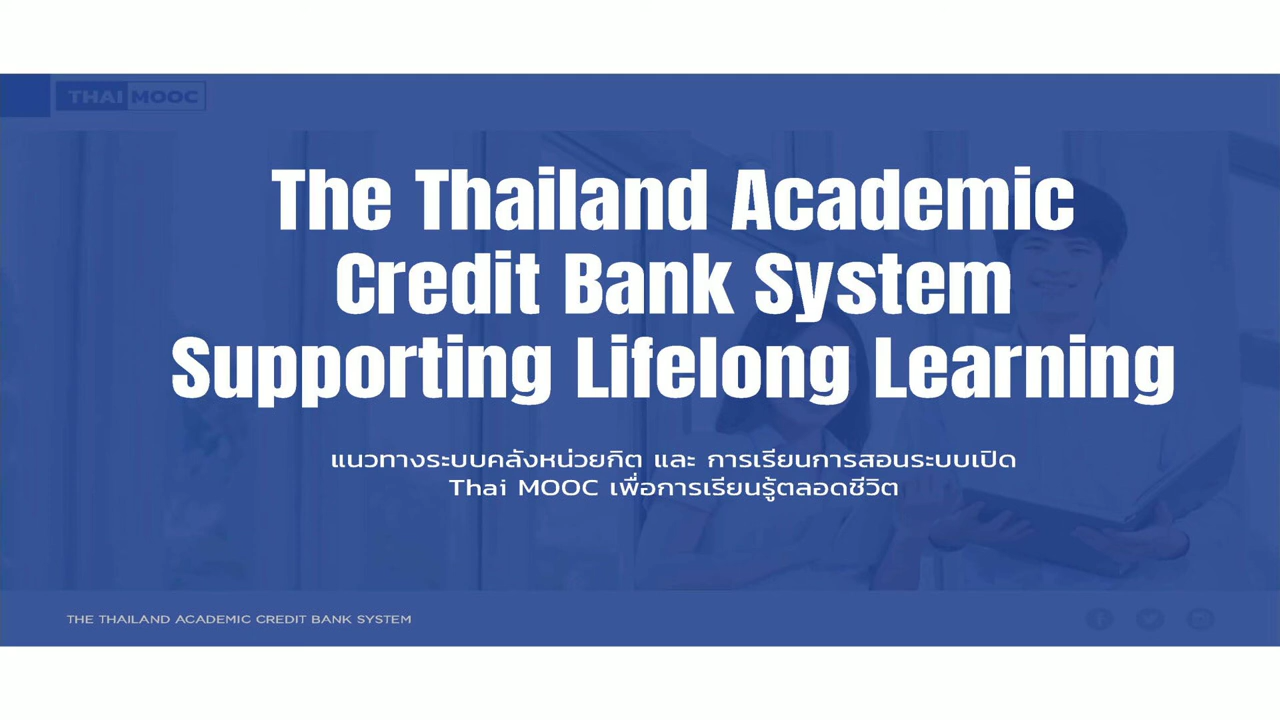 THAI MOOC
The Thailand Academic
Credit Bank System
Supporting Lifelong Learning
แนวทางระบบคลังหน่วยกิต และ การเรียนการสอนระบบเปิด
Thai MOOC เพื่อการเรียนรู้ตลอดชีวิต
THE THAILAND ACADEMIC CREDIT BANK SYSTEM